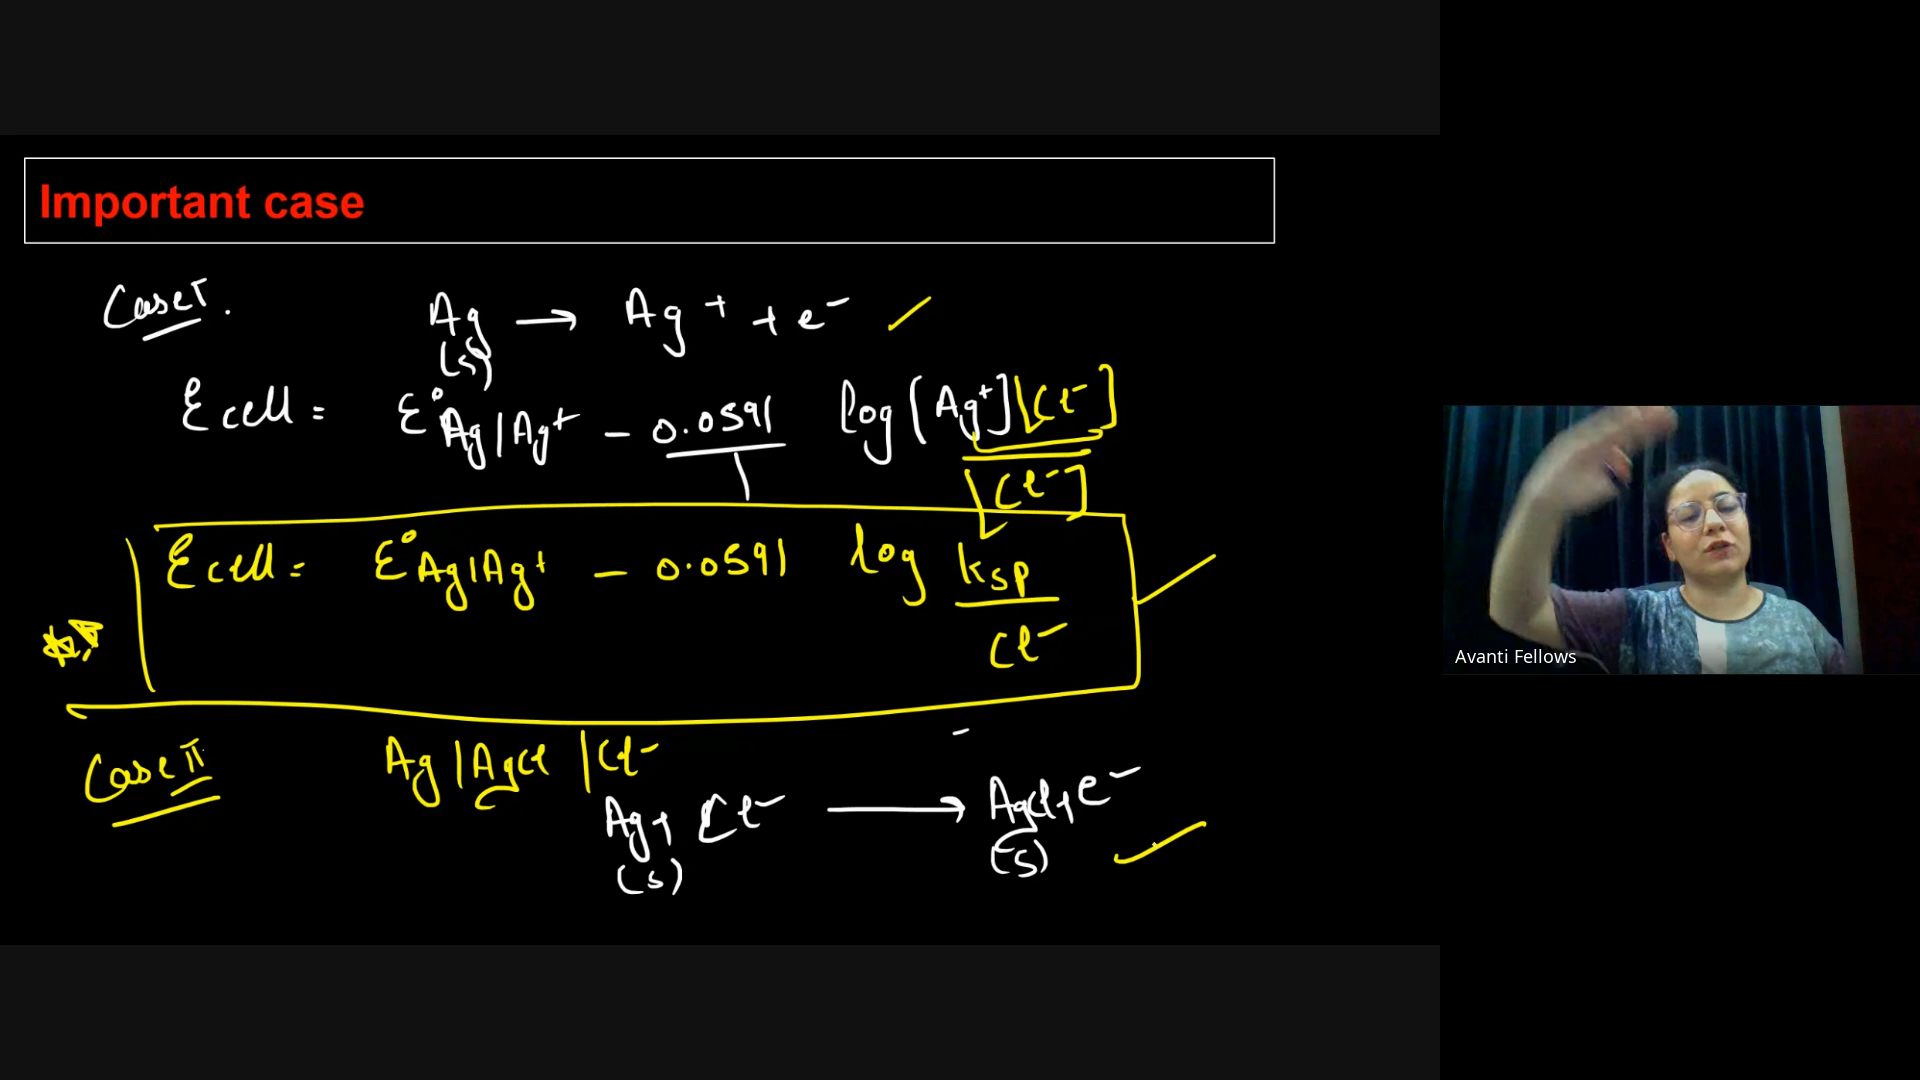 Important case
Case I.
Ag (s) → Ag⁺ + e⁻
Ecell = E°Ag|Ag⁺ - 0.0591/1 log [Ag⁺][Cl⁻]/[Cl⁻]
Ecell = E°Ag|Ag⁺ - 0.0591 log ksp/Cl⁻
Case II Ag|AgCl|Cl⁻
Ag (s) + Cl⁻ → AgCl (s) + e⁻
Avanti Fellows